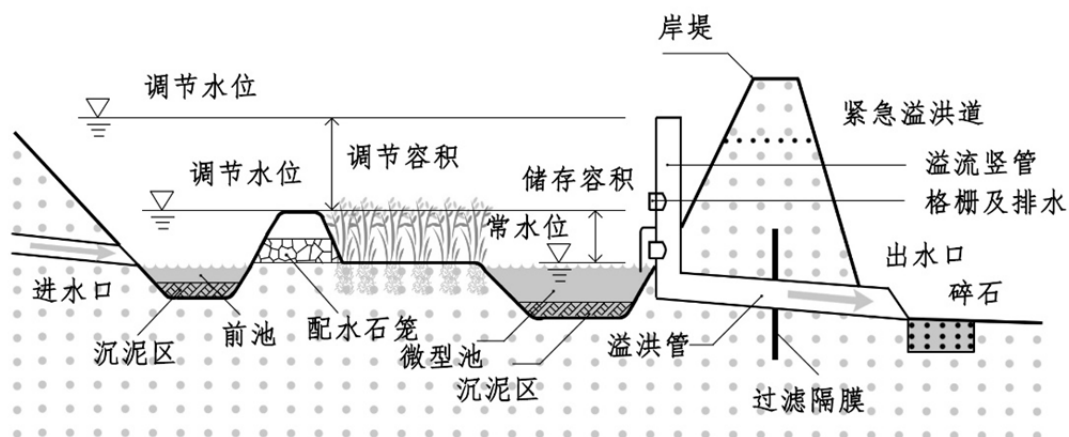 岸堤
调节水位
紧急溢洪道
调节容积
溢流竖管
调节水位
储存容积
格栅及排水
常水位
出水口
进水口
碎石
前池
配水石笼
溢洪管
沉泥区
微型池
沉泥区
过滤隔膜